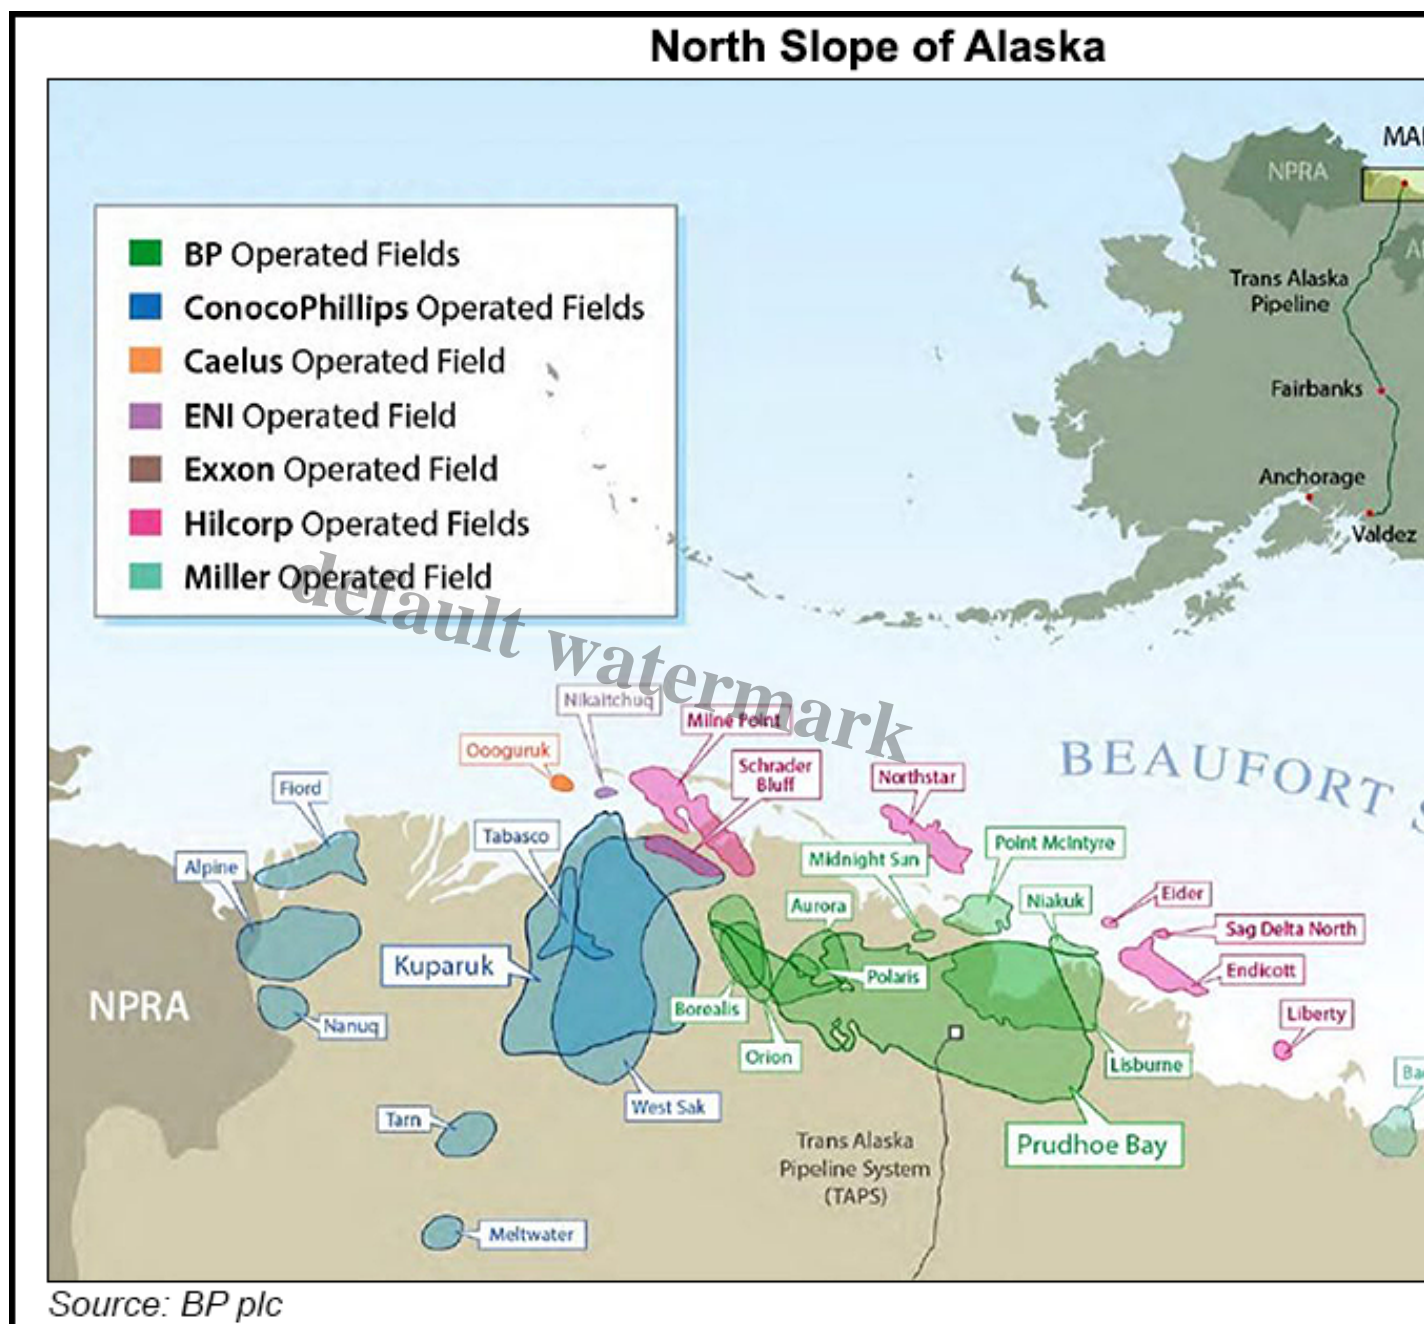 North Slope of Alaska
MAI
NPRA
BP Operated Fields
ConocoPhillips Operated Fields
Caelus Operated Field
ENI Operated Field
Exxon Operated Field
Hilcorp Operated Fields
Miller Operated Field
Trans Alaska
Pipeline
Fairbanks
Anchorage
Valdez
default watermark
Nikaitchuq
Milne Point
Oooguruk
Schrader
Bluff
Northstar
BEAUFORT S
Fiord
Tabasco
Point McIntyre
Midnight Sun
Alpine
Eider
Niakuk
Aurora
Sag Delta North
Kuparuk
Polaris
Endicott
NPRA
Borealis
Liberty
Nanuq
Orion
Lisburne
West Sak
Tarn
Prudhoe Bay
Trans Alaska
Pipeline System
(TAPS)
Meltwater
Source: BP plc